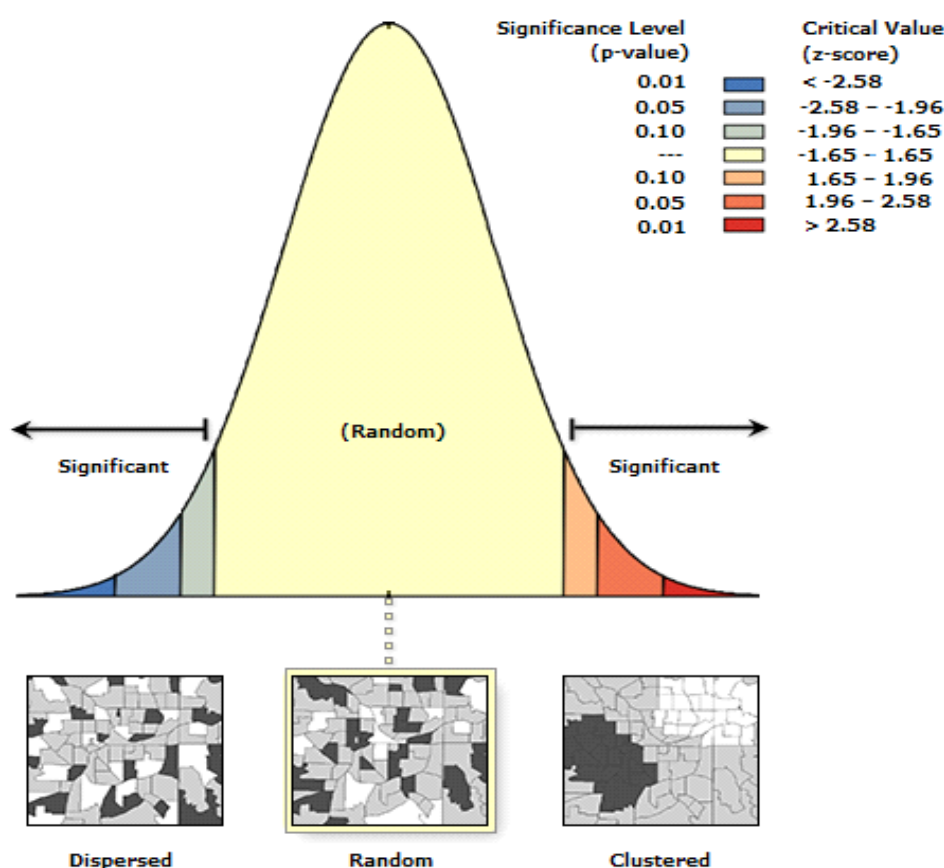 Significance Level Critical Value
(p-value) (z-score)
0.01 < -2.58
0.05 -2.58 – -1.96
0.10 -1.96 – -1.65
--- -1.65 – 1.65
0.10 1.65 – 1.96
0.05 1.96 – 2.58
0.01 > 2.58
(Random)
Significant Significant
Dispersed Random Clustered